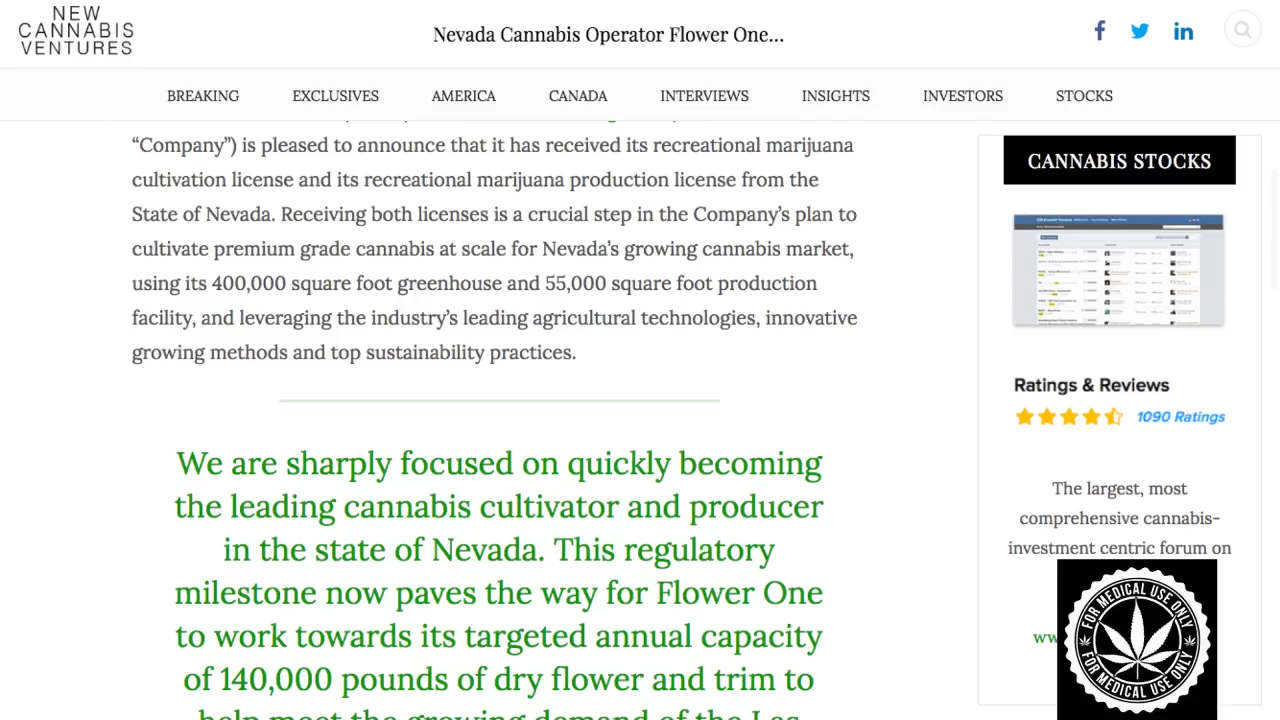 NEW
CANNABIS
VENTURES
Nevada Cannabis Operator Flower One...
BREAKING EXCLUSIVES AMERICA CANADA INTERVIEWS INSIGHTS INVESTORS STOCKS
“Company”) is pleased to announce that it has received its recreational marijuana
cultivation license and its recreational marijuana production license from the
State of Nevada. Receiving both licenses is a crucial step in the Company’s plan to
cultivate premium grade cannabis at scale for Nevada’s growing cannabis market,
using its 400,000 square foot greenhouse and 55,000 square foot production
facility, and leveraging the industry’s leading agricultural technologies, innovative
growing methods and top sustainability practices.
We are sharply focused on quickly becoming
the leading cannabis cultivator and producer
in the state of Nevada. This regulatory
milestone now paves the way for Flower One
to work towards its targeted annual capacity
of 140,000 pounds of dry flower and trim to
help meet the growing demand of the Las
CANNABIS STOCKS
Ratings & Reviews
1090 Ratings
The largest, most
comprehensive cannabis-
investment centric forum on
FOR MEDICAL USE ONLY
FOR MEDICAL USE ONLY